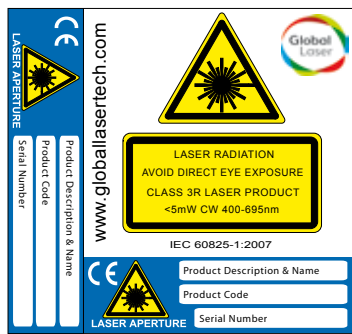 LASER APERTURE
CE
Product Description & Name
Product Code
Serial Number
www.globallasertech.com
Global
Laser
LASER RADIATION
AVOID DIRECT EYE EXPOSURE
CLASS 3R LASER PRODUCT
<5mW CW 400-695nm
IEC 60825-1:2007
CE
LASER APERTURE
Product Description & Name
Product Code
Serial Number